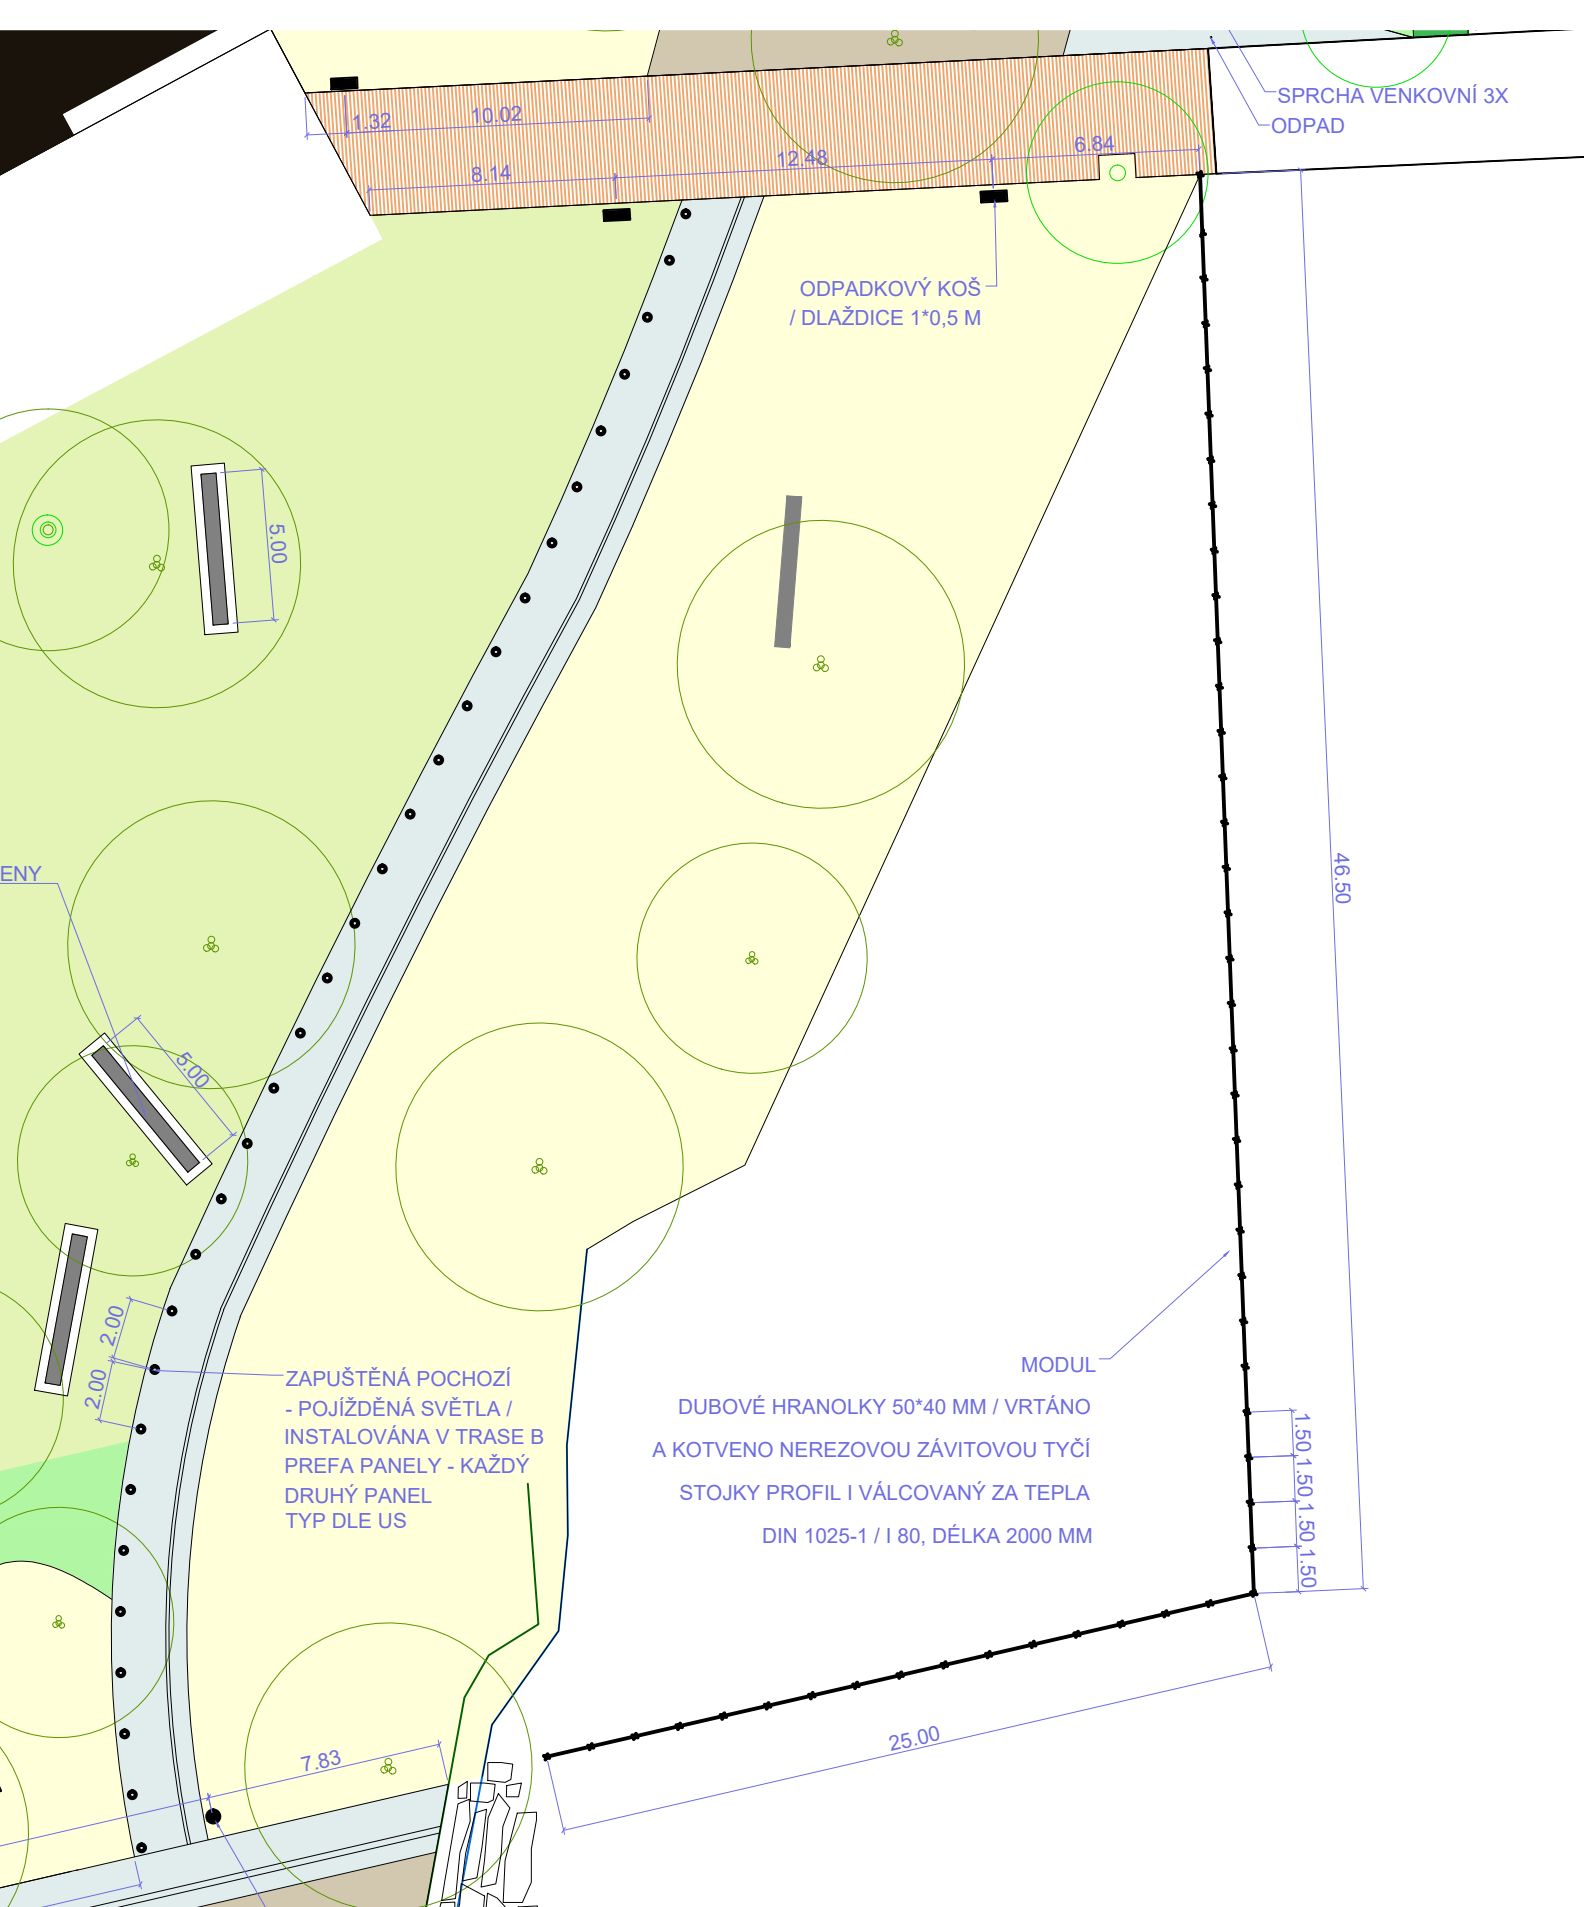 SPRCHA VENKOVNÍ 3X
ODPAD
1.32
10.02
8.14
12.48
6.84
ODPADKOVÝ KOŠ
/ DLAŽDICE 1*0,5 M
5.00
46.50
ENY
5.00
2.00
2.00
ZAPUŠTĚNÁ POCHOZÍ
- POJÍŽDĚNÁ SVĚTLA /
INSTALOVÁNA V TRASE B
PREFA PANELY - KAŽDÝ
DRUHÝ PANEL
TYP DLE US
MODUL
DUBOVÉ HRANOLKY 50*40 MM / VRTÁNO
A KOTVENO NEREZOVOU ZÁVITOVOU TYČÍ
STOJKY PROFIL I VÁLCOVANÝ ZA TEPLA
DIN 1025-1 / I 80, DÉLKA 2000 MM
1.50
1.50
1.50
1.50
25.00
7.83